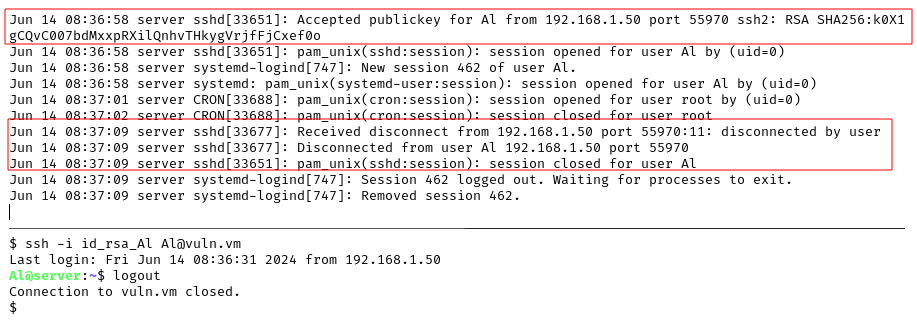 Jun 14 08:36:58 server sshd[33651]: Accepted publickey for Al from 192.168.1.50 port 55970 ssh2: RSA SHA256:k0X1
gCQvC007bdMxxpRXilQnhvTHkygVrjfFjCxef0o
Jun 14 08:36:58 server sshd[33651]: pam_unix(sshd:session): session opened for user Al by (uid=0)
Jun 14 08:36:58 server systemd-logind[747]: New session 462 of user Al.
Jun 14 08:36:58 server systemd: pam_unix(systemd-user:session): session opened for user Al by (uid=0)
Jun 14 08:37:01 server CRON[33688]: pam_unix(cron:session): session opened for user root by (uid=0)
Jun 14 08:37:02 server CRON[33688]: pam_unix(cron:session): session closed for user root
Jun 14 08:37:09 server sshd[33677]: Received disconnect from 192.168.1.50 port 55970:11: disconnected by user
Jun 14 08:37:09 server sshd[33677]: Disconnected from user Al 192.168.1.50 port 55970
Jun 14 08:37:09 server sshd[33651]: pam_unix(sshd:session): session closed for user Al
Jun 14 08:37:09 server systemd-logind[747]: Session 462 logged out. Waiting for processes to exit.
Jun 14 08:37:09 server systemd-logind[747]: Removed session 462.
$ ssh -i id_rsa_Al Al@vuln.vm
Last login: Fri Jun 14 08:36:31 2024 from 192.168.1.50
Al@server:~$ logout
Connection to vuln.vm closed.
$